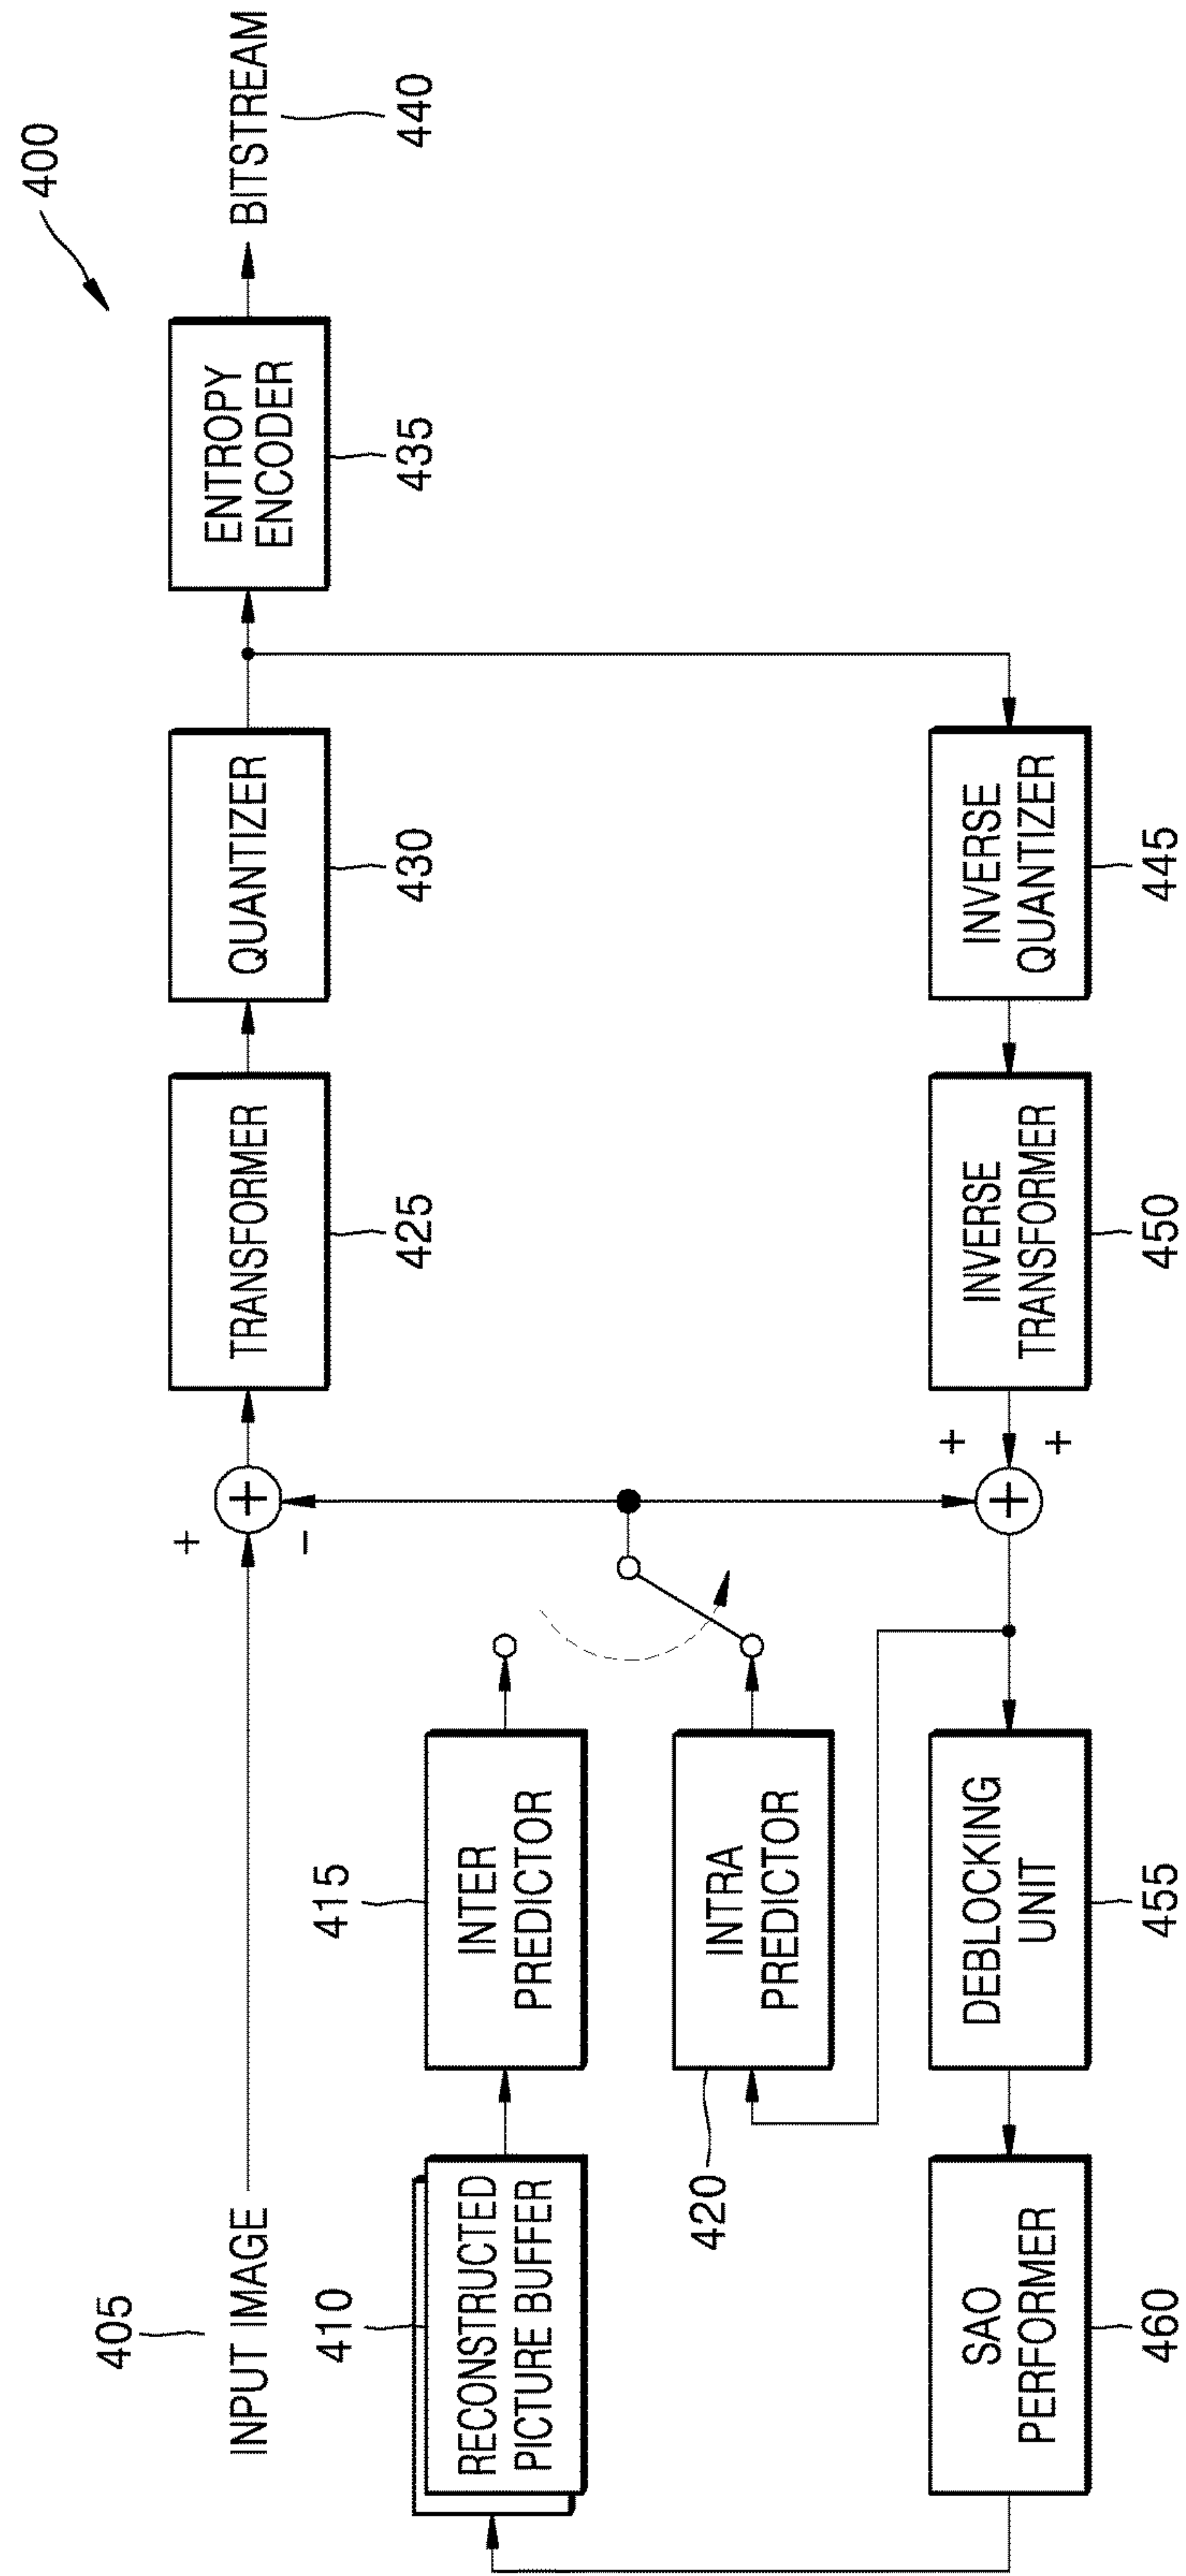 400
405
INPUT IMAGE
+
−
+
TRANSFORMER
425
QUANTIZER
430
ENTROPY
ENCODER
435
BITSTREAM
440
410
RECONSTRUCTED
PICTURE BUFFER
415
INTER
PREDICTOR
420
INTRA
PREDICTOR
460
SAO
PERFORMER
455
DEBLOCKING
UNIT
+
+
+
INVERSE
TRANSFORMER
450
INVERSE
QUANTIZER
445